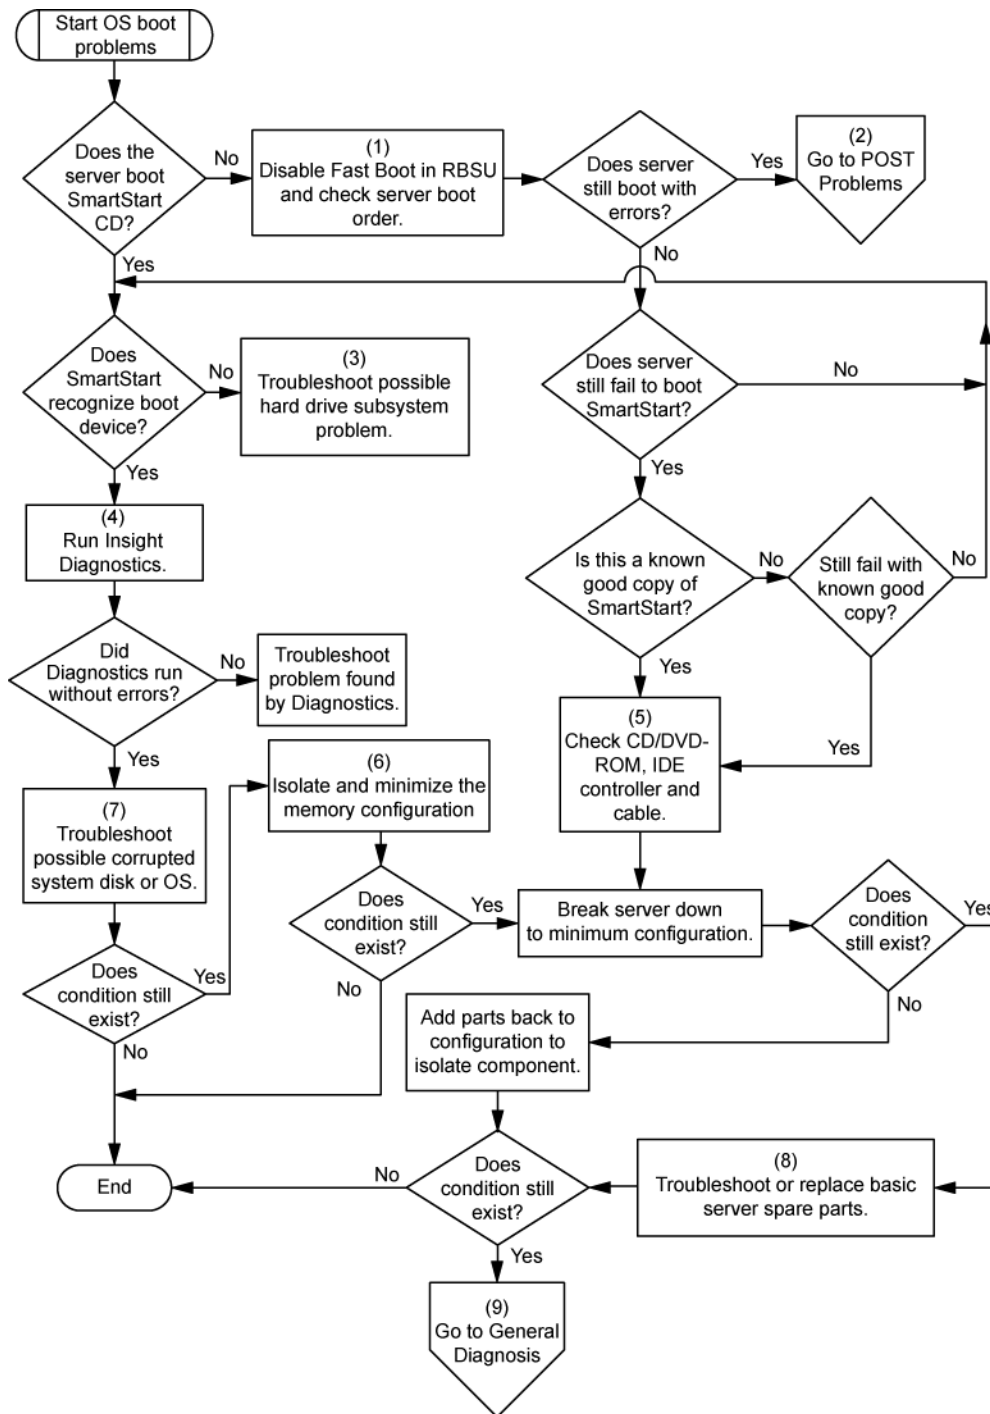 Start OS boot
problems
Does the
server boot
SmartStart
CD?
No
(1)
Disable Fast Boot in RBSU
and check server boot
order.
Does server
still boot with
errors?
Yes
(2)
Go to POST
Problems
Yes
No
Does
SmartStart
recognize boot
device?
No
(3)
Troubleshoot possible
hard drive subsystem
problem.
Does server
still fail to boot
SmartStart?
No
Yes
Yes
(4)
Run Insight
Diagnostics.
Is this a known
good copy of
SmartStart?
No
Still fail with
known good
copy?
No
Did
Diagnostics run
without errors?
No
Troubleshoot
problem found
by Diagnostics.
Yes
Yes
Yes
(5)
Check CD/DVD-
ROM, IDE
controller and
cable.
(6)
Isolate and minimize the
memory configuration
(7)
Troubleshoot
possible corrupted
system disk or OS.
Does
condition still
exist?
Yes
Break server down
to minimum configuration.
Does
condition
still exist?
Yes
Does
condition still
exist?
Yes
No
No
No
Add parts back to
configuration to
isolate component.
End
No
Does
condition still
exist?
(8)
Troubleshoot or replace basic
server spare parts.
Yes
(9)
Go to General
Diagnosis